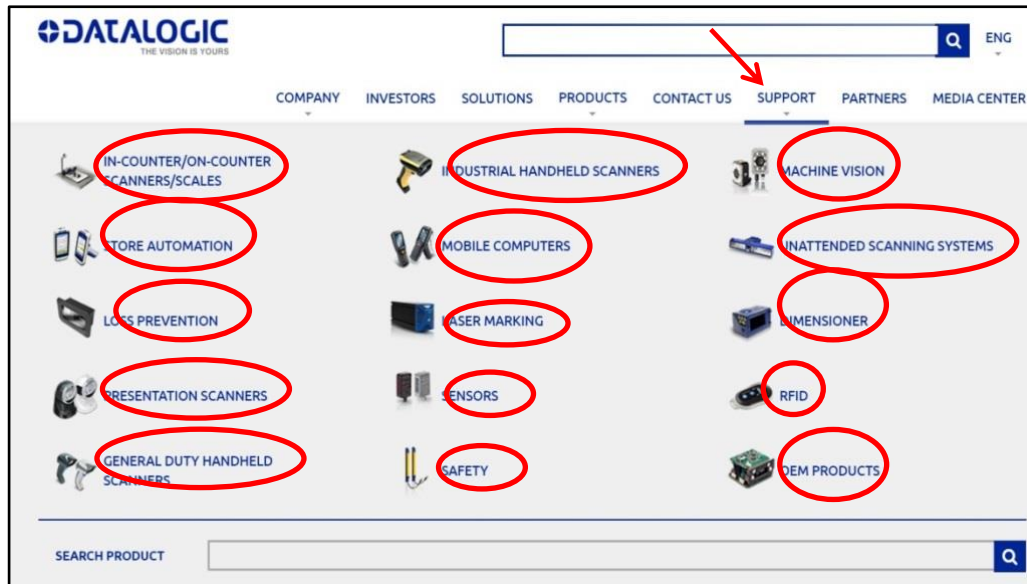 DATALOGIC
THE VISION IS YOURS
ENG
COMPANY INVESTORS SOLUTIONS PRODUCTS CONTACT US SUPPORT PARTNERS MEDIA CENTER
IN-COUNTER/ON-COUNTER
SCANNERS/SCALES
INDUSTRIAL HANDHELD SCANNERS
MACHINE VISION
STORE AUTOMATION
MOBILE COMPUTERS
INATTENDED SCANNING SYSTEMS
LOSS PREVENTION
LASER MARKING
DIMENSIONER
PRESENTATION SCANNERS
SENSORS
RFID
GENERAL DUTY HANDHELD
SCANNERS
SAFETY
OEM PRODUCTS
SEARCH PRODUCT